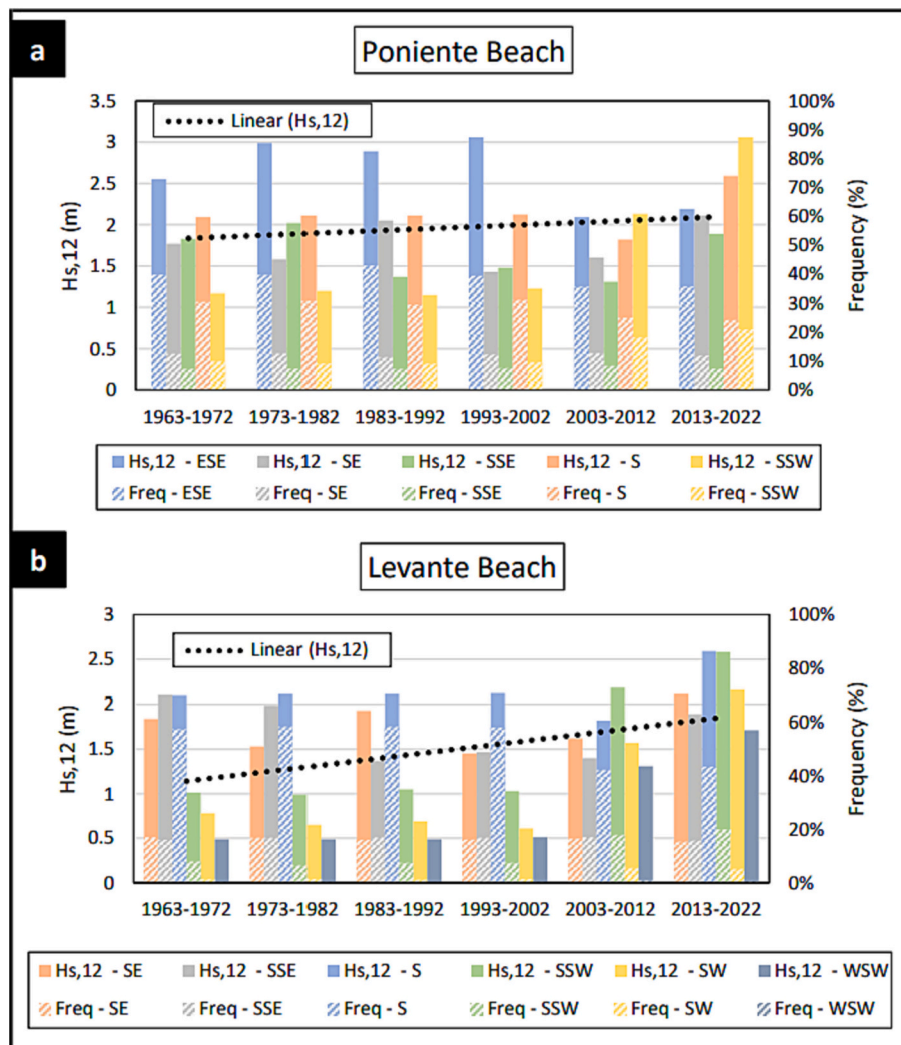 a
Poniente Beach
3.5
3
2.5
2
1.5
1
0.5
0
Hs,12 (m)
Linear (Hs,12)
100%
90%
80%
70%
60%
50%
40%
30%
20%
10%
0%
Frequency (%)
1963-1972 1973-1982 1983-1992 1993-2002 2003-2012 2013-2022
Hs,12 - ESE Hs,12 - SE Hs,12 - SSE Hs,12 - S Hs,12 - SSW
Freq - ESE Freq - SE Freq - SSE Freq - S Freq - SSW
b
Levante Beach
3
2.5
2
1.5
1
0.5
0
Hs,12 (m)
Linear (Hs,12)
100%
80%
60%
40%
20%
0%
Frequency (%)
1963-1972 1973-1982 1983-1992 1993-2002 2003-2012 2013-2022
Hs,12 - SE Hs,12 - SSE Hs,12 - S Hs,12 - SSW Hs,12 - SW Hs,12 - WSW
Freq - SE Freq - SSE Freq - S Freq - SSW Freq - SW Freq - WSW